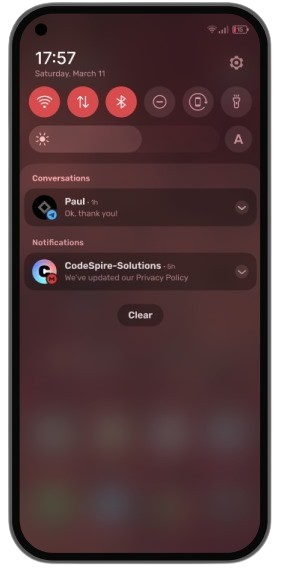 15
17:57
Saturday, March 11
A
Conversations
Paul · 1h
Ok, thank you!
Notifications
CodeSpire-Solutions · 5h
We've updated our Privacy Policy
Clear